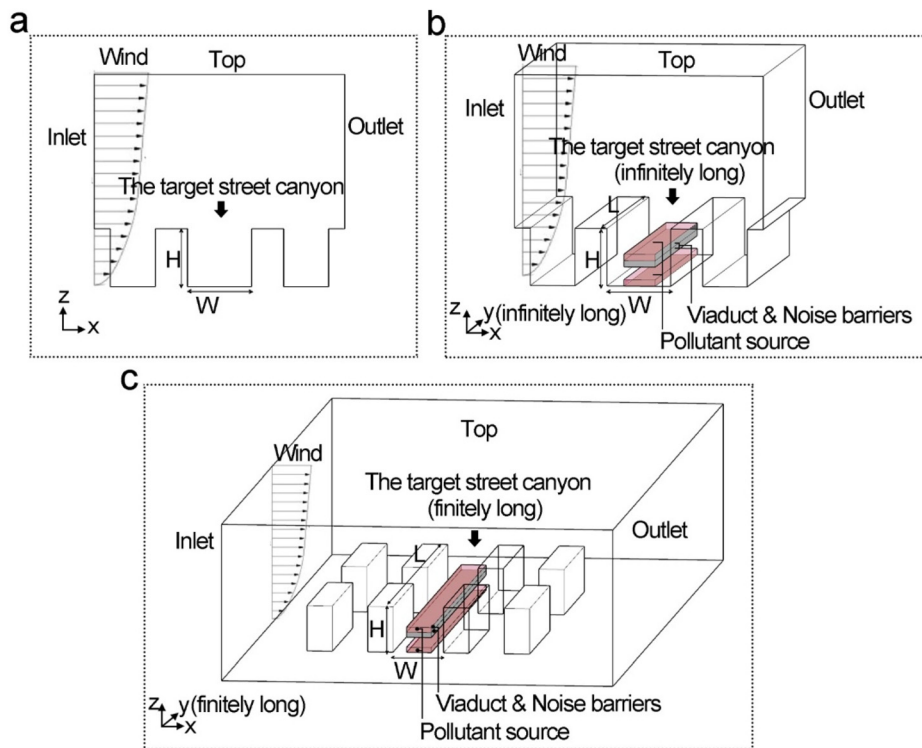 a
Wind
Top
Inlet
Outlet
The target street canyon
H
W
z
x
b
Wind
Top
Outlet
Inlet
The target street canyon
(infinitely long)
L
H
W
z
y(infinitely long)
x
Viaduct & Noise barriers
Pollutant source
c
Top
Wind
The target street canyon
(finitely long)
Inlet
Outlet
L
H
W
z
y(finitely long)
x
Viaduct & Noise barriers
Pollutant source